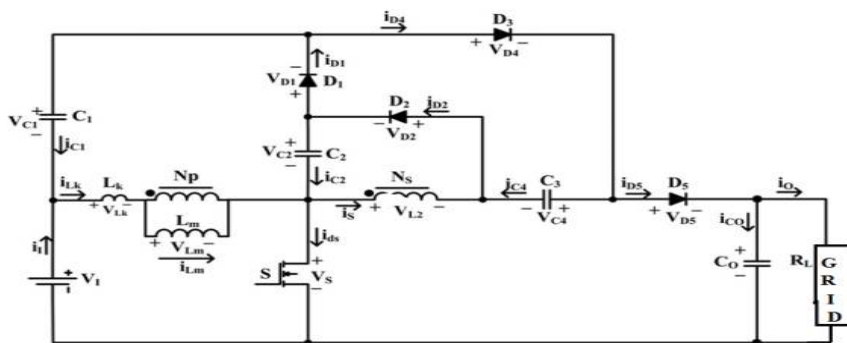 iD4
D3
+ VD4 −
iD1
VD1
D1
VC1
C1
iC1
D2
iD2
− VD2 +
VC2
C2
iC2
iLk
Lk
+ VLk −
Np
Lm
+ VLm −
iLm
NS
iS
+ VL2 −
iC4
C3
− VC4 +
iD5
D5
+ VD5 −
iO
iCO
ids
S
+ VS −
iI
VI
CO
RL
GRID